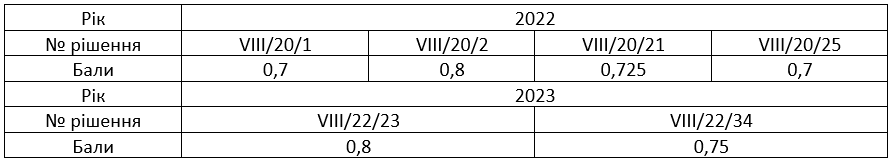 Рік 2022
№ рішення VIII/20/1 VIII/20/2 VIII/20/21 VIII/20/25
Бали 0,7 0,8 0,725 0,7
Рік 2023
№ рішення VIII/22/23 VIII/22/34
Бали 0,8 0,75